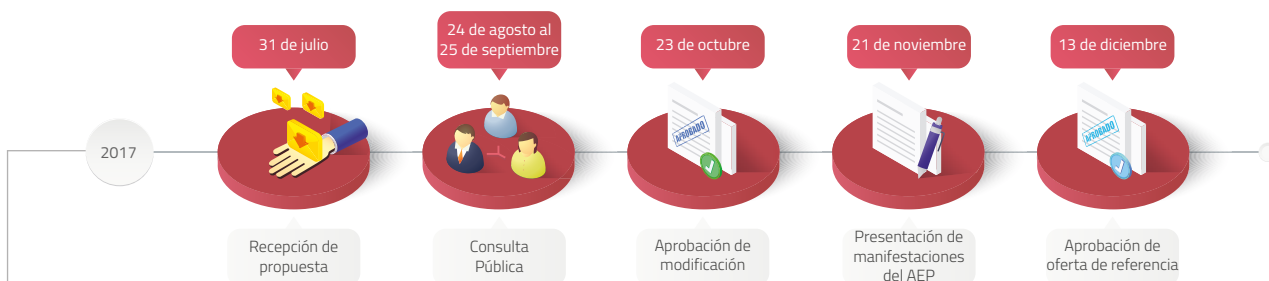 2017
31 de julio
Recepción de
propuesta
24 de agosto al
25 de septiembre
Consulta
Pública
23 de octubre
APROBADO
Aprobación de
modificación
21 de noviembre
Presentación de
manifestaciones
del AEP
13 de diciembre
APROBADO
Aprobación de
oferta de referencia